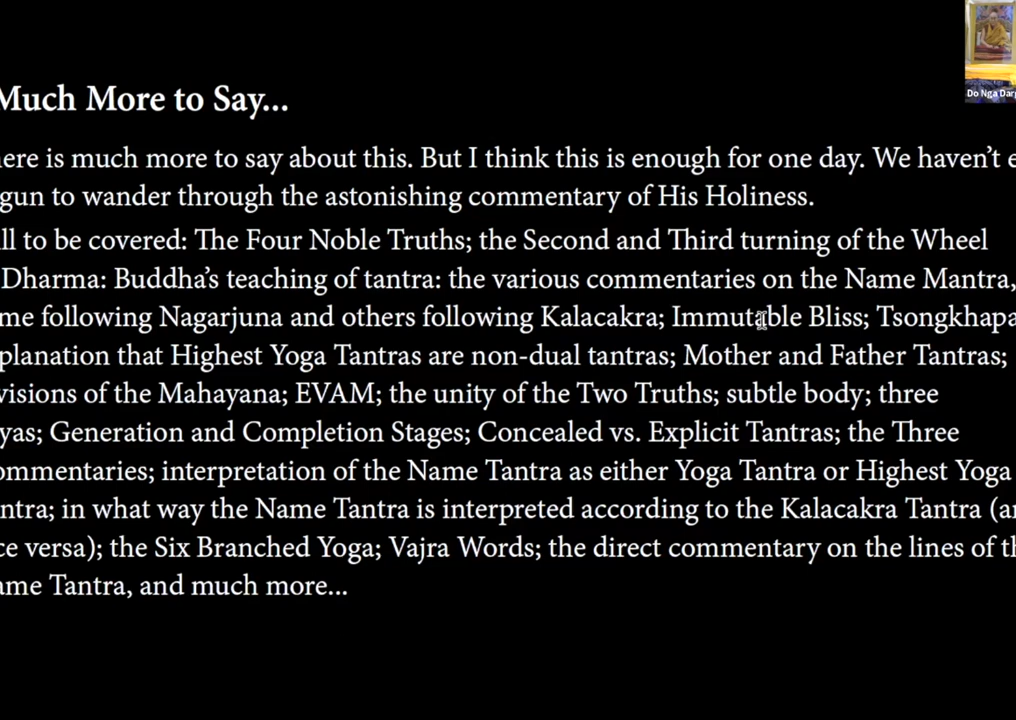 Much More to Say...
Do Nga Darg
ere is much more to say about this. But I think this is enough for one day. We haven't e
gun to wander through the astonishing commentary of His Holiness.
ll to be covered: The Four Noble Truths; the Second and Third turning of the Wheel
Dharma: Buddha's teaching of tantra: the various commentaries on the Name Mantra,
me following Nagarjuna and others following Kalacakra; Immutable Bliss; Tsongkhapa
planation that Highest Yoga Tantras are non-dual tantras; Mother and Father Tantras;
visions of the Mahayana; EVAM; the unity of the Two Truths; subtle body; three
yas; Generation and Completion Stages; Concealed vs. Explicit Tantras; the Three
ommentaries; interpretation of the Name Tantra as either Yoga Tantra or Highest Yoga
ntra; in what way the Name Tantra is interpreted according to the Kalacakra Tantra (an
ce versa); the Six Branched Yoga; Vajra Words; the direct commentary on the lines of th
ame Tantra, and much more...